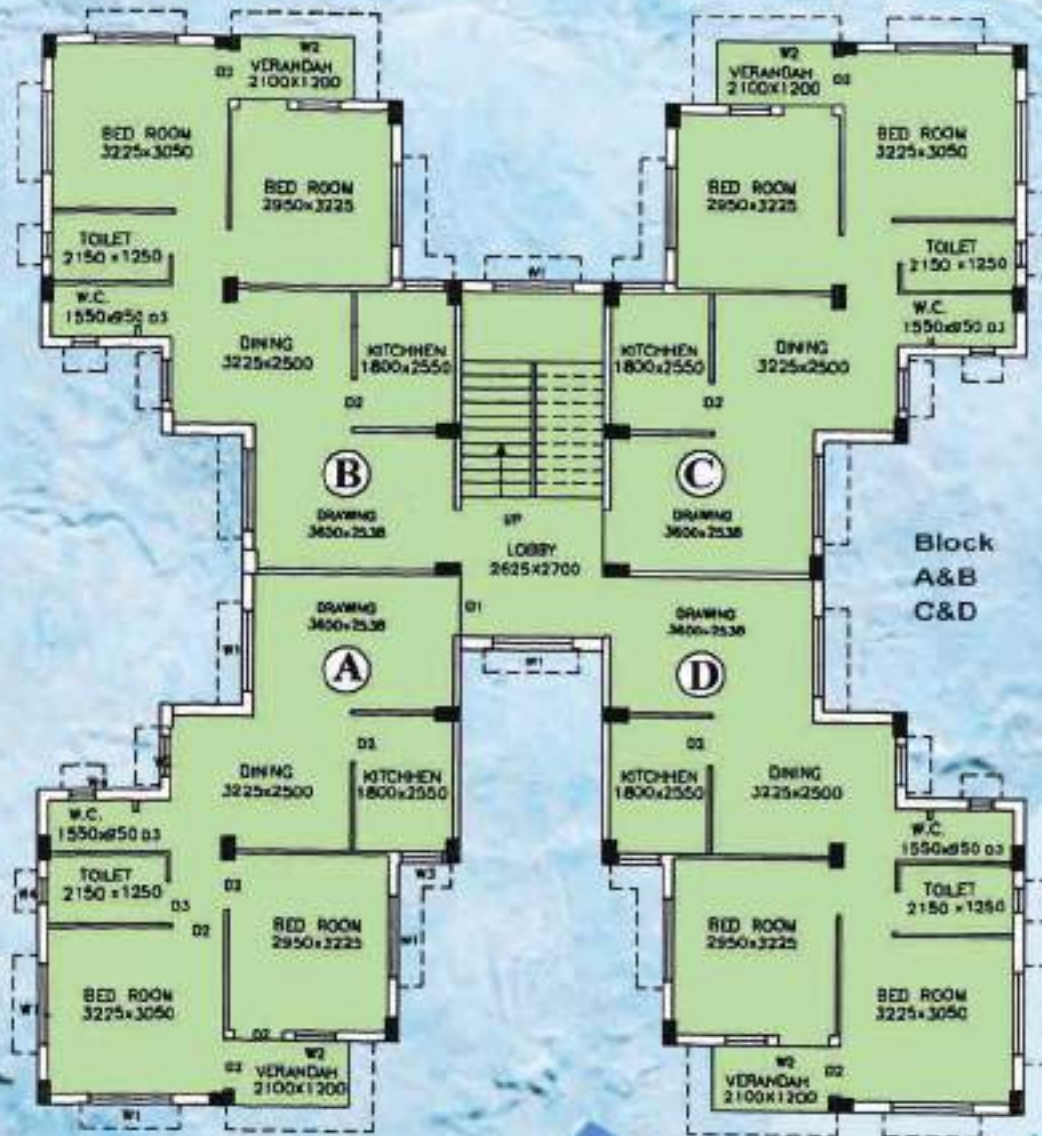 W2
VERANDAH
2100X1200
D2
BED ROOM
3225x3050
BED ROOM
2950x3225
TOILET
2150 x1250
W.C.
1550x950 D3
DINING
3225x2500
KITCHHEN
1800x2550
D2
B
DRAWING
3600x2538
W1
UP
LOBBY
2625X2700
W2
VERANDAH
2100X1200
D2
BED ROOM
3225x3050
BED ROOM
2950x3225
TOILET
2150 x1250
W.C.
1550x950 D3
KITCHHEN
1800x2550
DINING
3225x2500
D2
C
DRAWING
3600x2538
Block
A&B
C&D
DRAWING
3600x2538
D1
W1
A
W1
D2
DINING
3225x2500
KITCHHEN
1800x2550
W.C.
1550x950 D3
TOILET
2150 x1250
W4
D3
D2
D2
W3
W1
BED ROOM
2950x3225
BED ROOM
3225x3050
W1
D2
D2
W2
VERANDAH
2100X1200
W1
DRAWING
3600x2538
D
D2
KITCHHEN
1800x2550
DINING
3225x2500
W.C.
1550x950 D3
TOILET
2150 x1250
BED ROOM
2950x3225
BED ROOM
3225x3050
W2
D2
VERANDAH
2100X1200